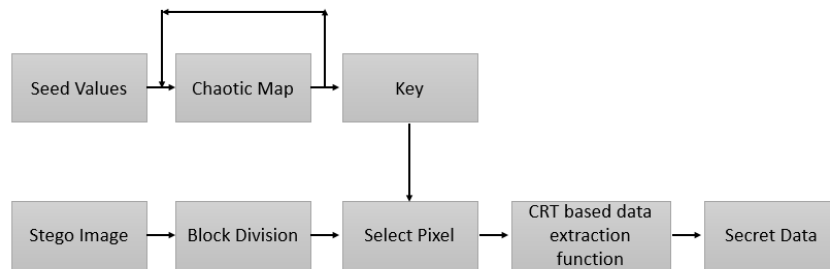 Seed Values
Chaotic Map
Key
Stego Image
Block Division
Select Pixel
CRT based data
extraction
function
Secret Data